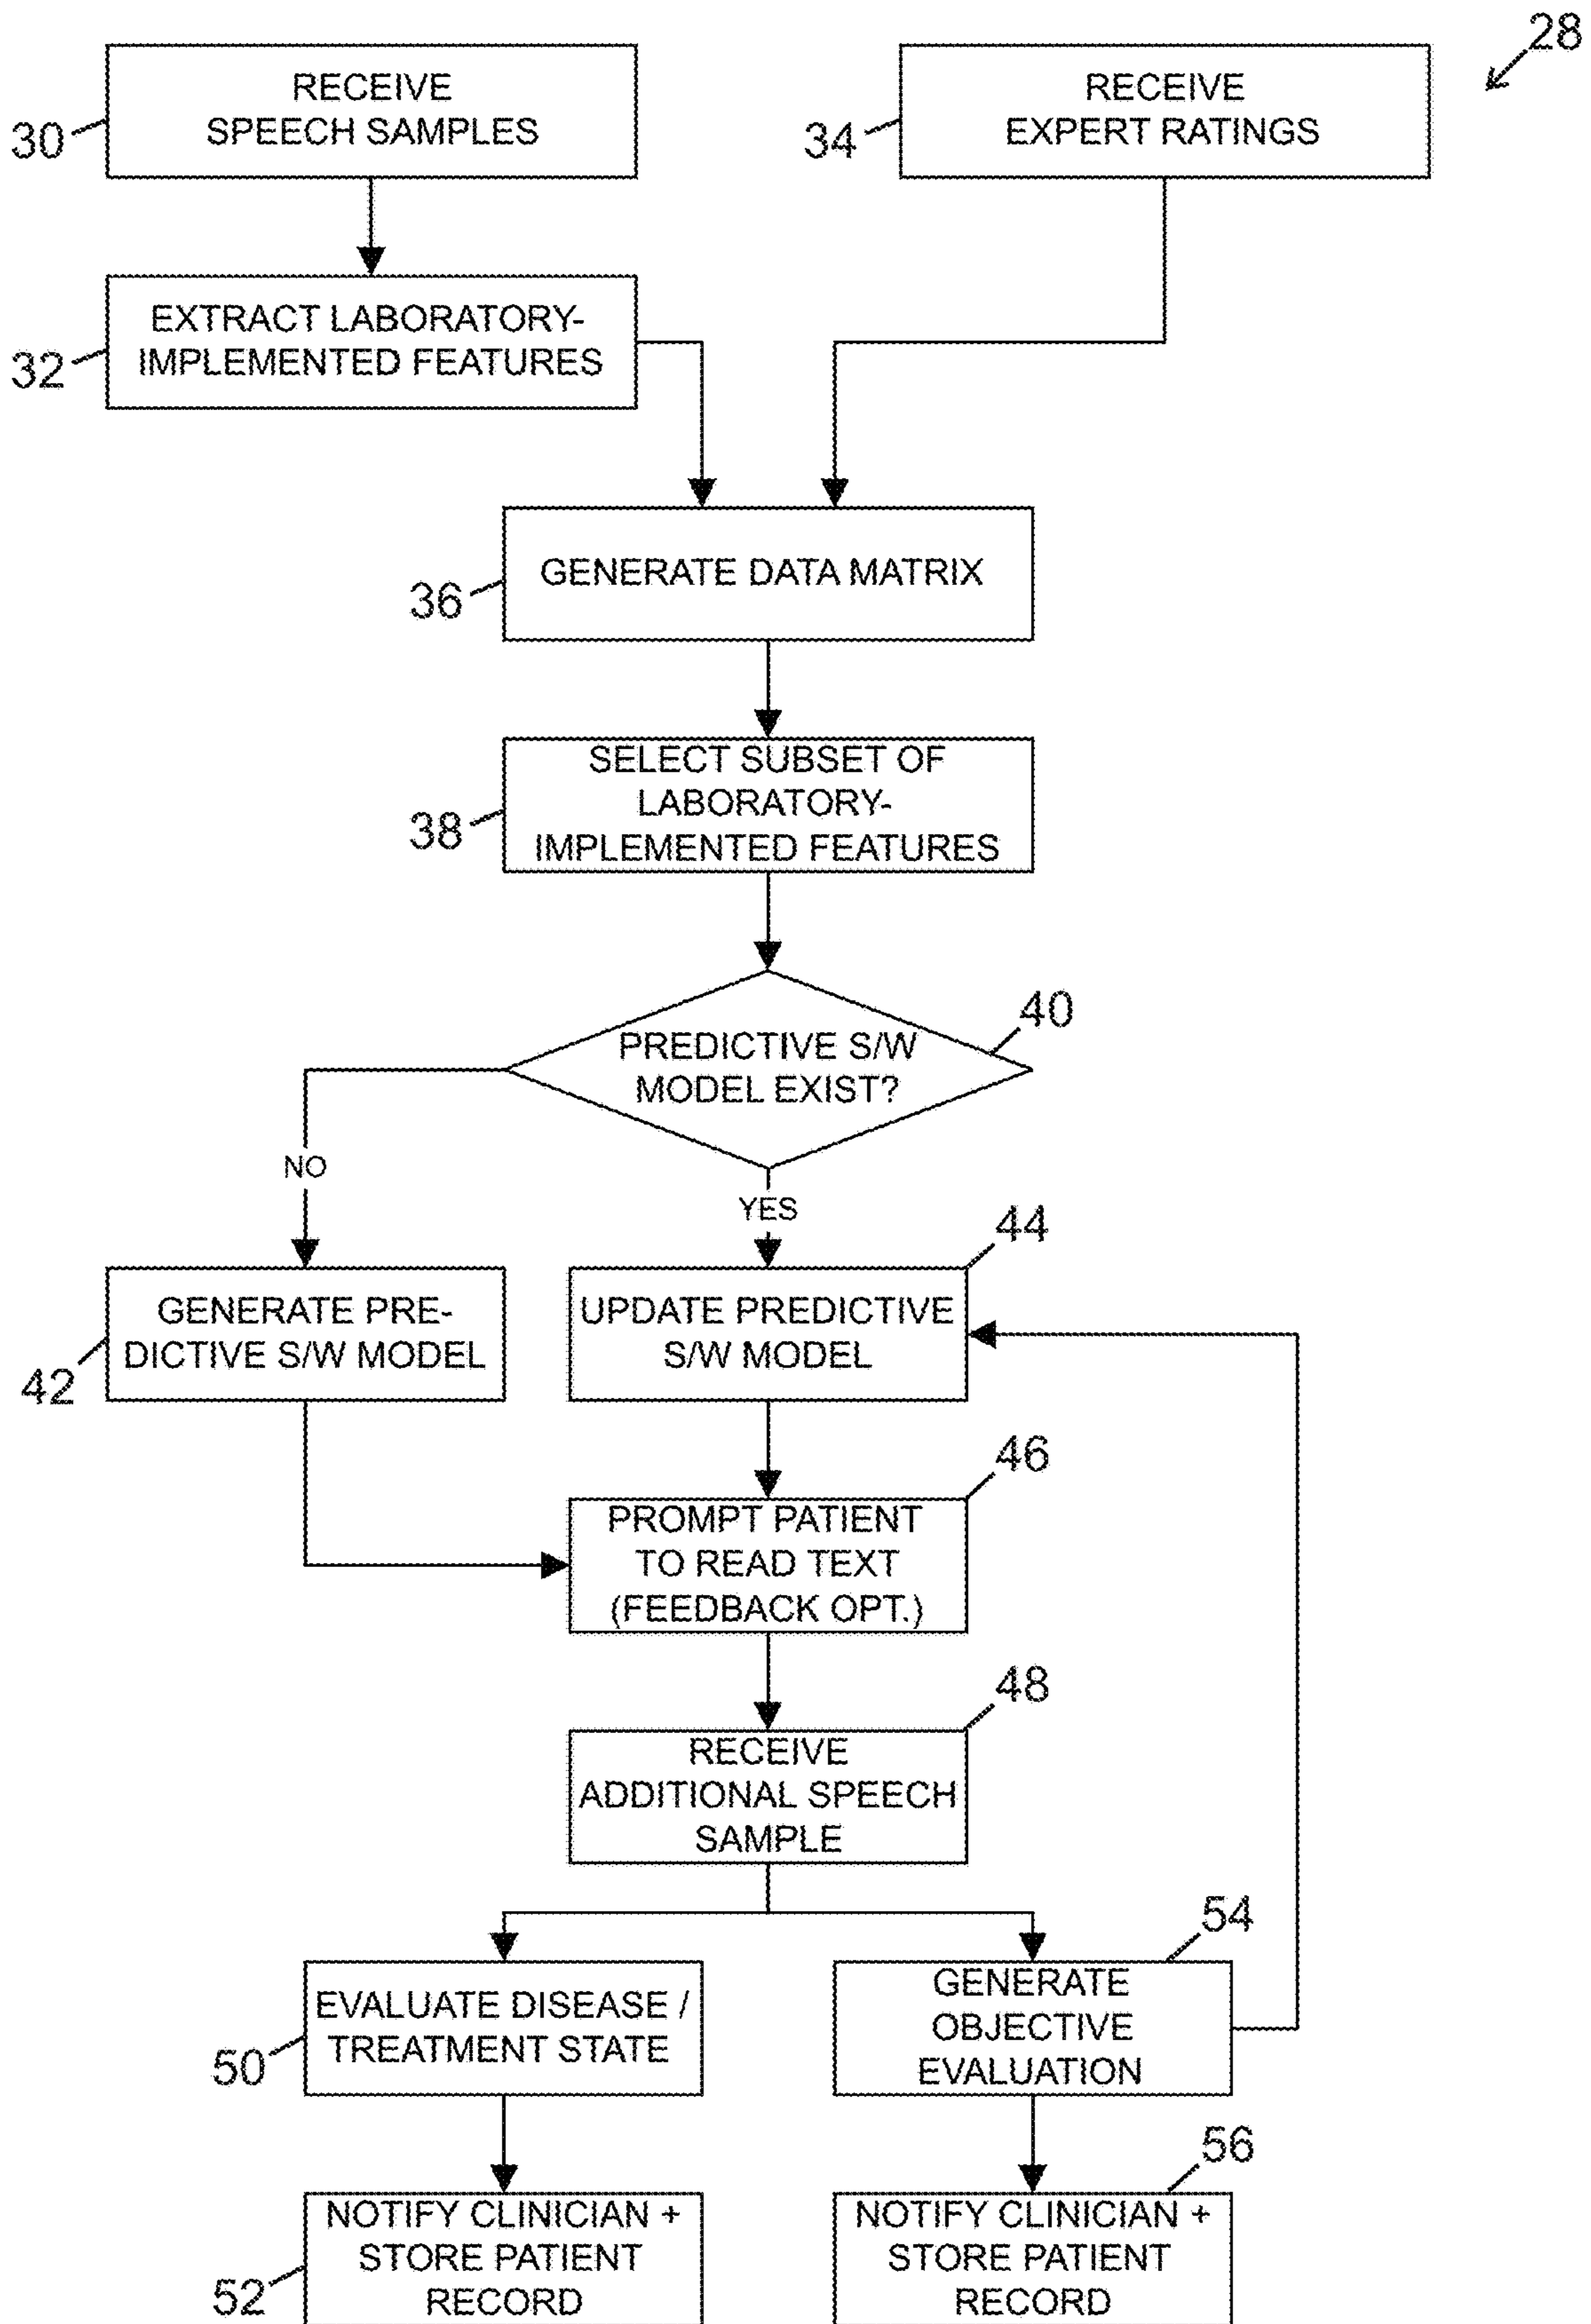 28
RECEIVE
SPEECH SAMPLES
30
RECEIVE
EXPERT RATINGS
34
EXTRACT LABORATORY-
IMPLEMENTED FEATURES
32
GENERATE DATA MATRIX
36
SELECT SUBSET OF
LABORATORY-
IMPLEMENTED FEATURES
38
40
PREDICTIVE S/W
MODEL EXIST?
NO
YES
44
GENERATE PRE-
DICTIVE S/W MODEL
42
UPDATE PREDICTIVE
S/W MODEL
46
PROMPT PATIENT
TO READ TEXT
(FEEDBACK OPT.)
48
RECEIVE
ADDITIONAL SPEECH
SAMPLE
54
EVALUATE DISEASE /
TREATMENT STATE
50
GENERATE
OBJECTIVE
EVALUATION
56
NOTIFY CLINICIAN +
STORE PATIENT
RECORD
52
NOTIFY CLINICIAN +
STORE PATIENT
RECORD